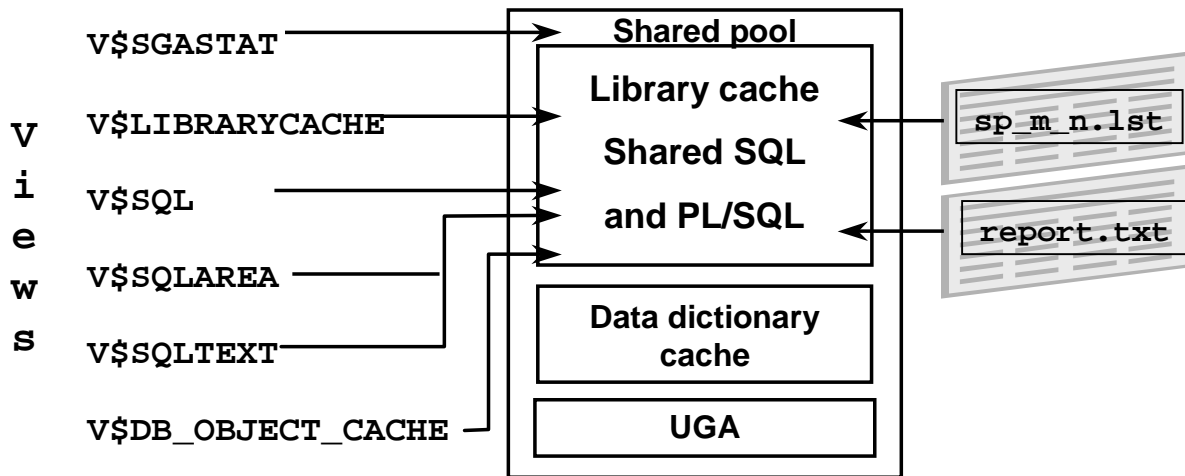 Views
V$SGASTAT
V$LIBRARYCACHE
V$SQL
V$SQLAREA
V$SQLTEXT
V$DB_OBJECT_CACHE
Shared pool
Library cache
Shared SQL
and PL/SQL
Data dictionary
cache
UGA
sp_m_n.lst
report.txt